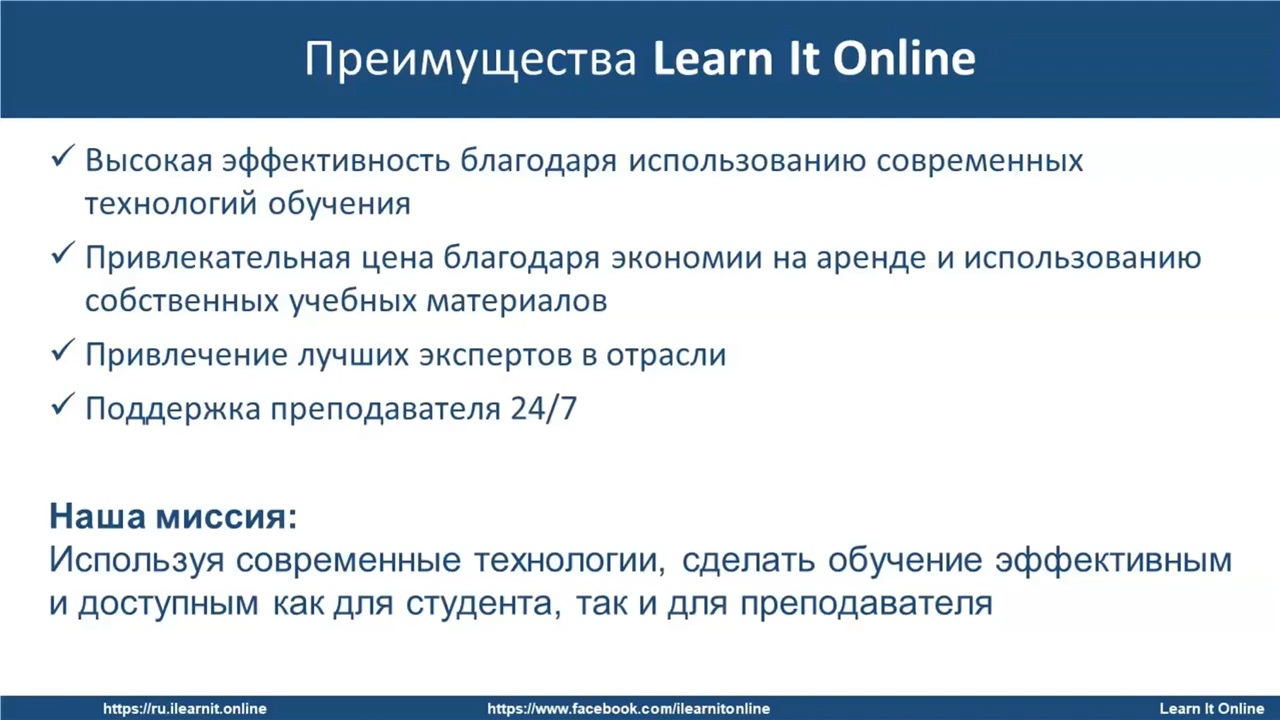 Преимущества Learn It Online
✓ Высокая эффективность благодаря использованию современных
технологий обучения
✓ Привлекательная цена благодаря экономии на аренде и использованию
собственных учебных материалов
✓ Привлечение лучших экспертов в отрасли
✓ Поддержка преподавателя 24/7
Наша миссия:
Используя современные технологии, сделать обучение эффективным
и доступным как для студента, так и для преподавателя
https://ru.ilearnit.online https://www.facebook.com/ilearnitonline Learn It Online